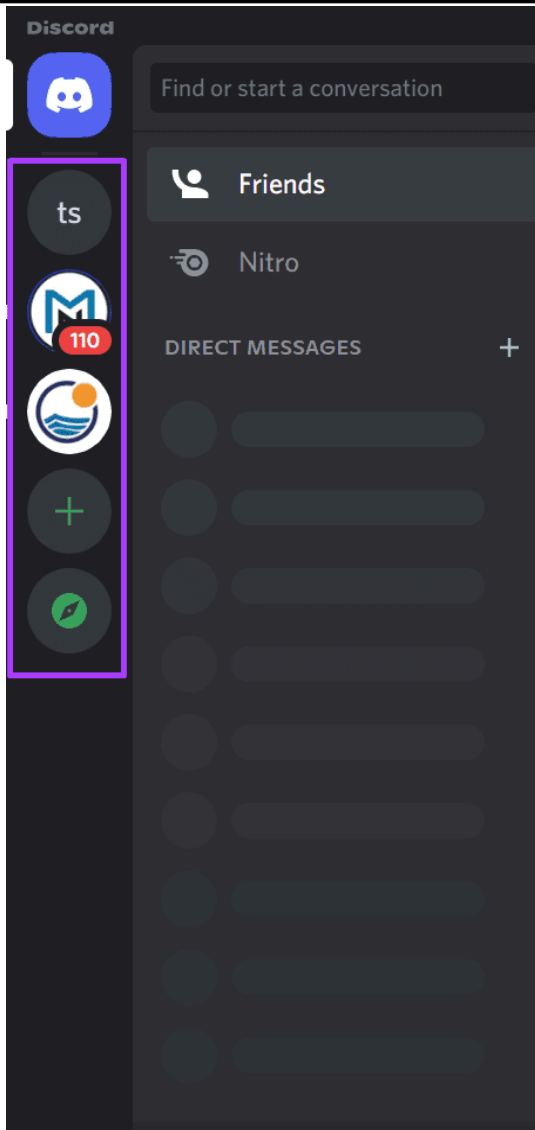 Discord
Find or start a conversation
ts
Friends
M
110
Nitro
DIRECT MESSAGES